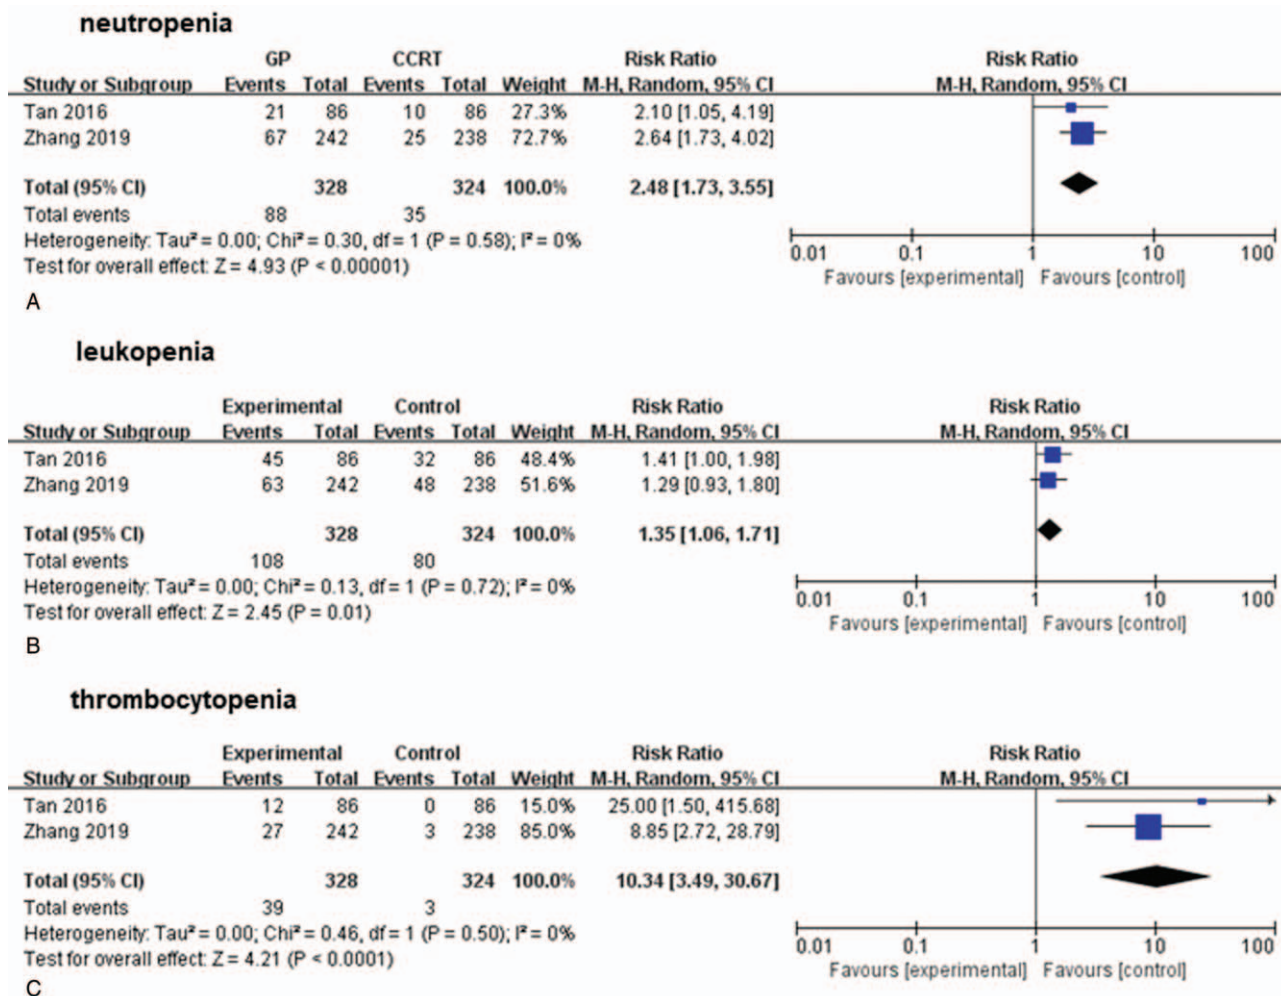 neutropenia
GP CCRT Risk Ratio Risk Ratio
Study or Subgroup Events Total Events Total Weight M-H, Random, 95% CI M-H, Random, 95% CI
Tan 2016 21 86 10 86 27.3% 2.10 [1.05, 4.19]
Zhang 2019 67 242 25 238 72.7% 2.64 [1.73, 4.02]
Total (95% CI) 328 324 100.0% 2.48 [1.73, 3.55]
Total events 88 35
Heterogeneity: Tau² = 0.00; Chi² = 0.30, df = 1 (P = 0.58); I² = 0%
Test for overall effect: Z = 4.93 (P < 0.00001)
0.01 0.1 1 10 100
Favours [experimental] Favours [control]
A
leukopenia
Experimental Control Risk Ratio Risk Ratio
Study or Subgroup Events Total Events Total Weight M-H, Random, 95% CI M-H, Random, 95% CI
Tan 2016 45 86 32 86 48.4% 1.41 [1.00, 1.98]
Zhang 2019 63 242 48 238 51.6% 1.29 [0.93, 1.80]
Total (95% CI) 328 324 100.0% 1.35 [1.06, 1.71]
Total events 108 80
Heterogeneity: Tau² = 0.00; Chi² = 0.13, df = 1 (P = 0.72); I² = 0%
Test for overall effect: Z = 2.45 (P = 0.01)
0.01 0.1 1 10 100
Favours [experimental] Favours [control]
B
thrombocytopenia
Experimental Control Risk Ratio Risk Ratio
Study or Subgroup Events Total Events Total Weight M-H, Random, 95% CI M-H, Random, 95% CI
Tan 2016 12 86 0 86 15.0% 25.00 [1.50, 415.68]
Zhang 2019 27 242 3 238 85.0% 8.85 [2.72, 28.79]
Total (95% CI) 328 324 100.0% 10.34 [3.49, 30.67]
Total events 39 3
Heterogeneity: Tau² = 0.00; Chi² = 0.46, df = 1 (P = 0.50); I² = 0%
Test for overall effect: Z = 4.21 (P < 0.0001)
0.01 0.1 1 10 100
Favours [experimental] Favours [control]
C